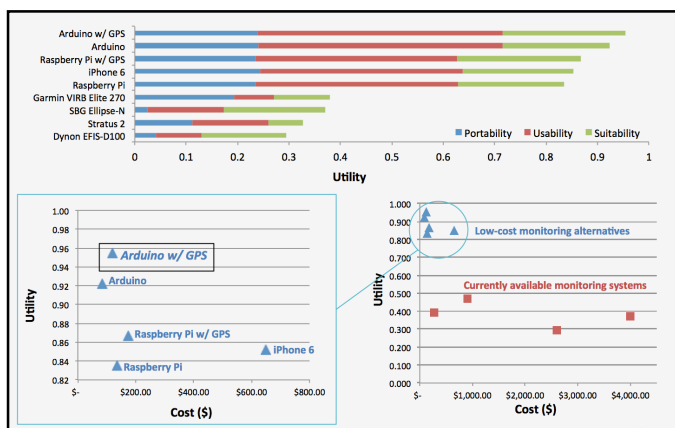 Arduino w/ GPS
Arduino
Raspberry Pi w/ GPS
iPhone 6
Raspberry Pi
Garmin VIRB Elite 270
SBG Ellipse-N
Stratus 2
Dynon EFIS-D100
Portability Usability Suitability
0 0.1 0.2 0.3 0.4 0.5 0.6 0.7 0.8 0.9 1
Utility
1.00
0.98
0.96
0.94
0.92
0.90
0.88
0.86
0.84
0.82
Utility
Arduino w/ GPS
Arduino
Raspberry Pi w/ GPS
iPhone 6
Raspberry Pi
$- $200.00 $400.00 $600.00 $800.00
Cost ($)
1.000
0.900
0.800
0.700
0.600
0.500
0.400
0.300
0.200
0.100
0.000
Utility
Low-cost monitoring alternatives
Currently available monitoring systems
$- $1,000.00 $2,000.00 $3,000.00 $4,000.00
Cost ($)